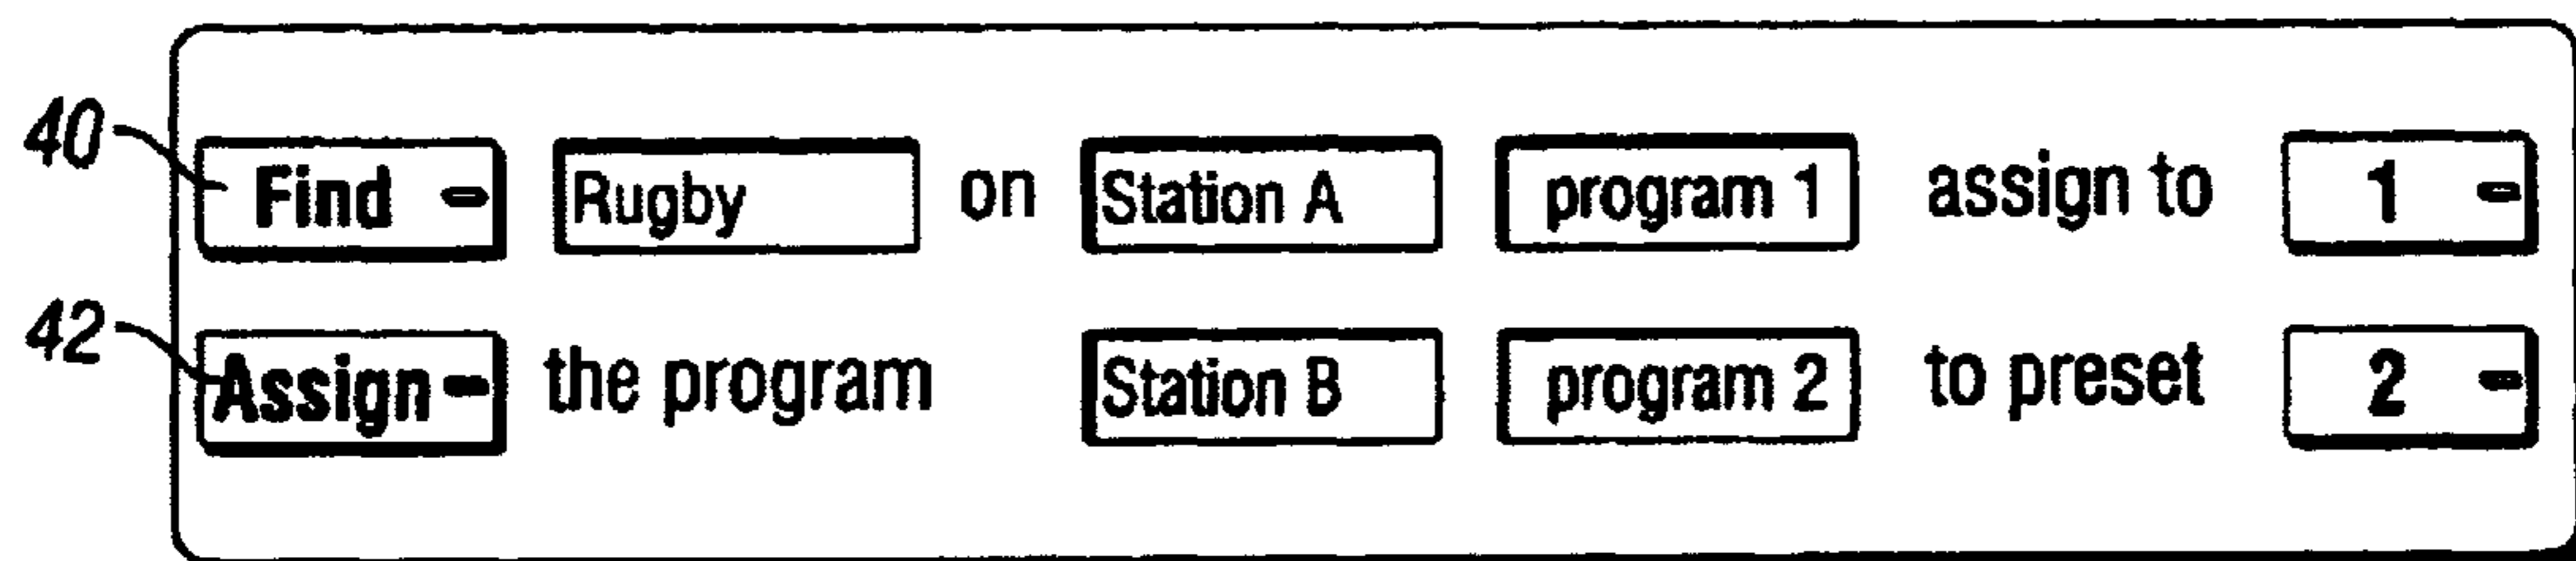 40 Find Rugby on Station A program 1 assign to 1
42 Assign the program Station B program 2 to preset 2